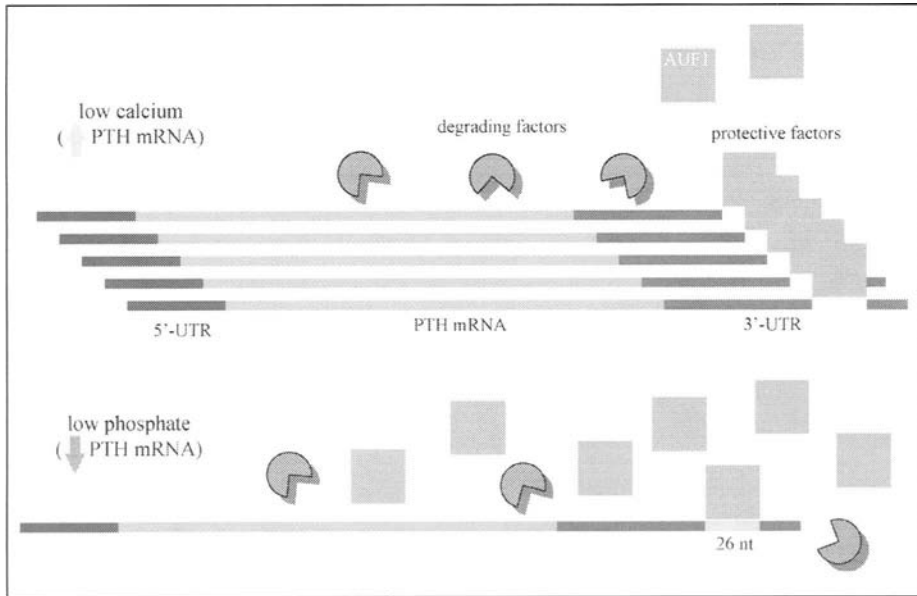 AUF1
low calcium
( PTH mRNA)
degrading factors
protective factors
5'-UTR
PTH mRNA
3'-UTR
low phosphate
( PTH mRNA)
26 nt